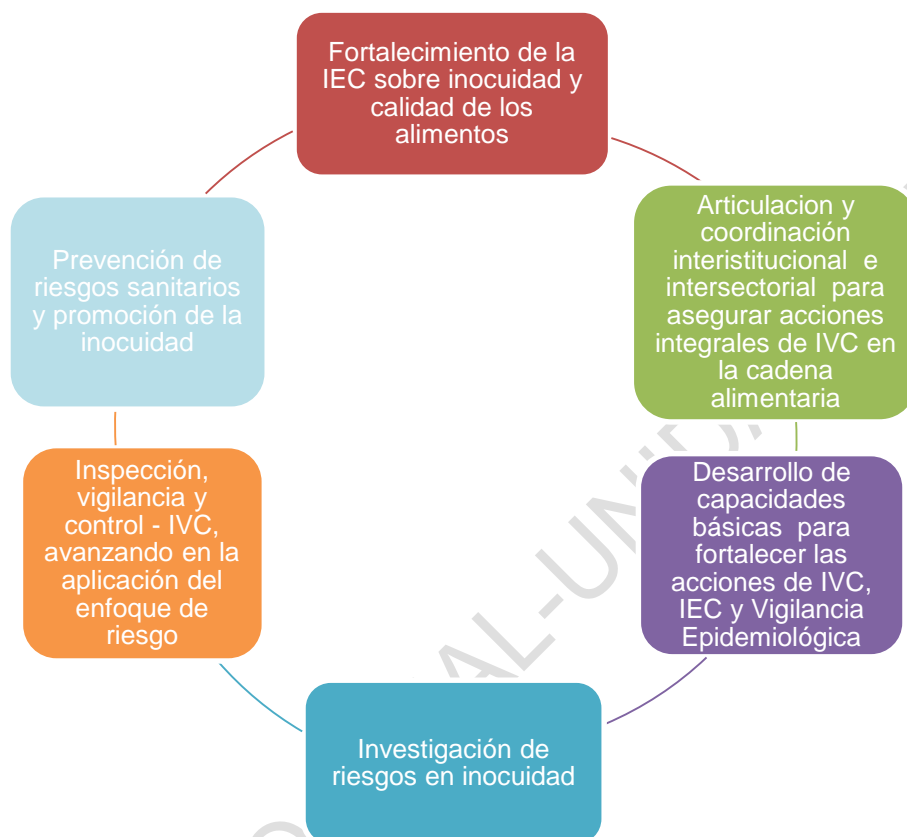 Fortalecimiento de la
IEC sobre inocuidad y
calidad de los
alimentos
Articulacion y
coordinación
interistitucional e
intersectorial para
asegurar acciones
integrales de IVC en
la cadena
alimentaria
Desarrollo de
capacidades
básicas para
fortalecer las
acciones de IVC,
IEC y Vigilancia
Epidemiológica
Investigación de
riesgos en inocuidad
Inspección,
vigilancia y
control - IVC,
avanzando en la
aplicación del
enfoque de
riesgo
Prevención de
riesgos sanitarios
y promoción de la
inocuidad